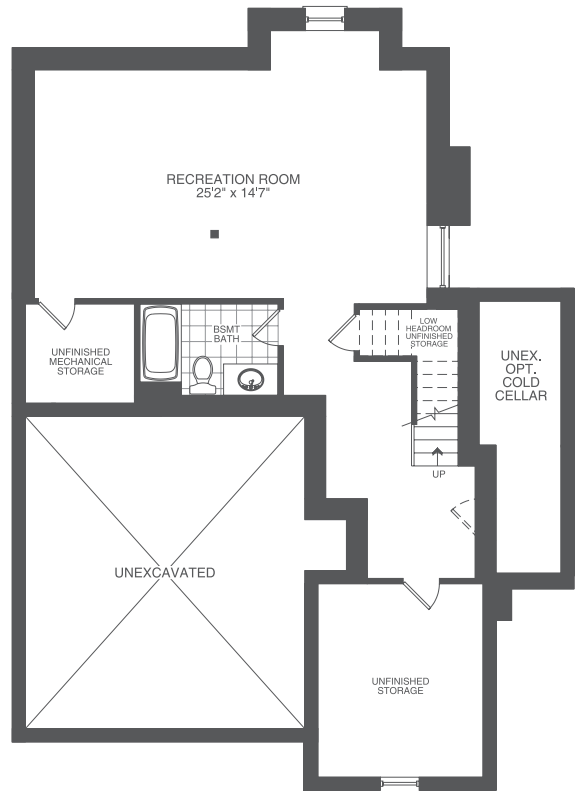 RECREATION ROOM
25'2" x 14'7"
UNFINISHED
MECHANICAL
STORAGE
BSMT
BATH
LOW
HEADROOM
UNFINISHED
STORAGE
UNEX.
OPT.
COLD
CELLAR
UP
UNEXCAVATED
UNFINISHED
STORAGE